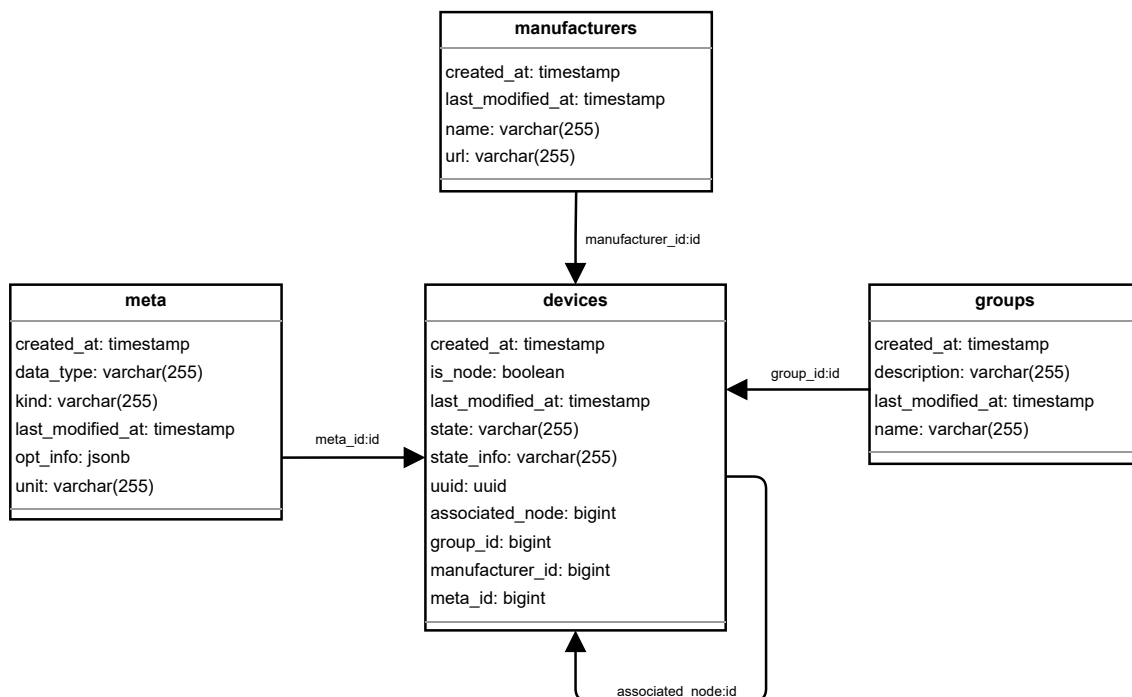 manufacturers
created_at: timestamp
last_modified_at: timestamp
name: varchar(255)
url: varchar(255)
manufacturer_id:id
meta
created_at: timestamp
data_type: varchar(255)
kind: varchar(255)
last_modified_at: timestamp
opt_info: jsonb
unit: varchar(255)
meta_id:id
devices
created_at: timestamp
is_node: boolean
last_modified_at: timestamp
state: varchar(255)
state_info: varchar(255)
uuid: uuid
associated_node: bigint
group_id: bigint
manufacturer_id: bigint
meta_id: bigint
group_id:id
groups
created_at: timestamp
description: varchar(255)
last_modified_at: timestamp
name: varchar(255)
associated_node:id